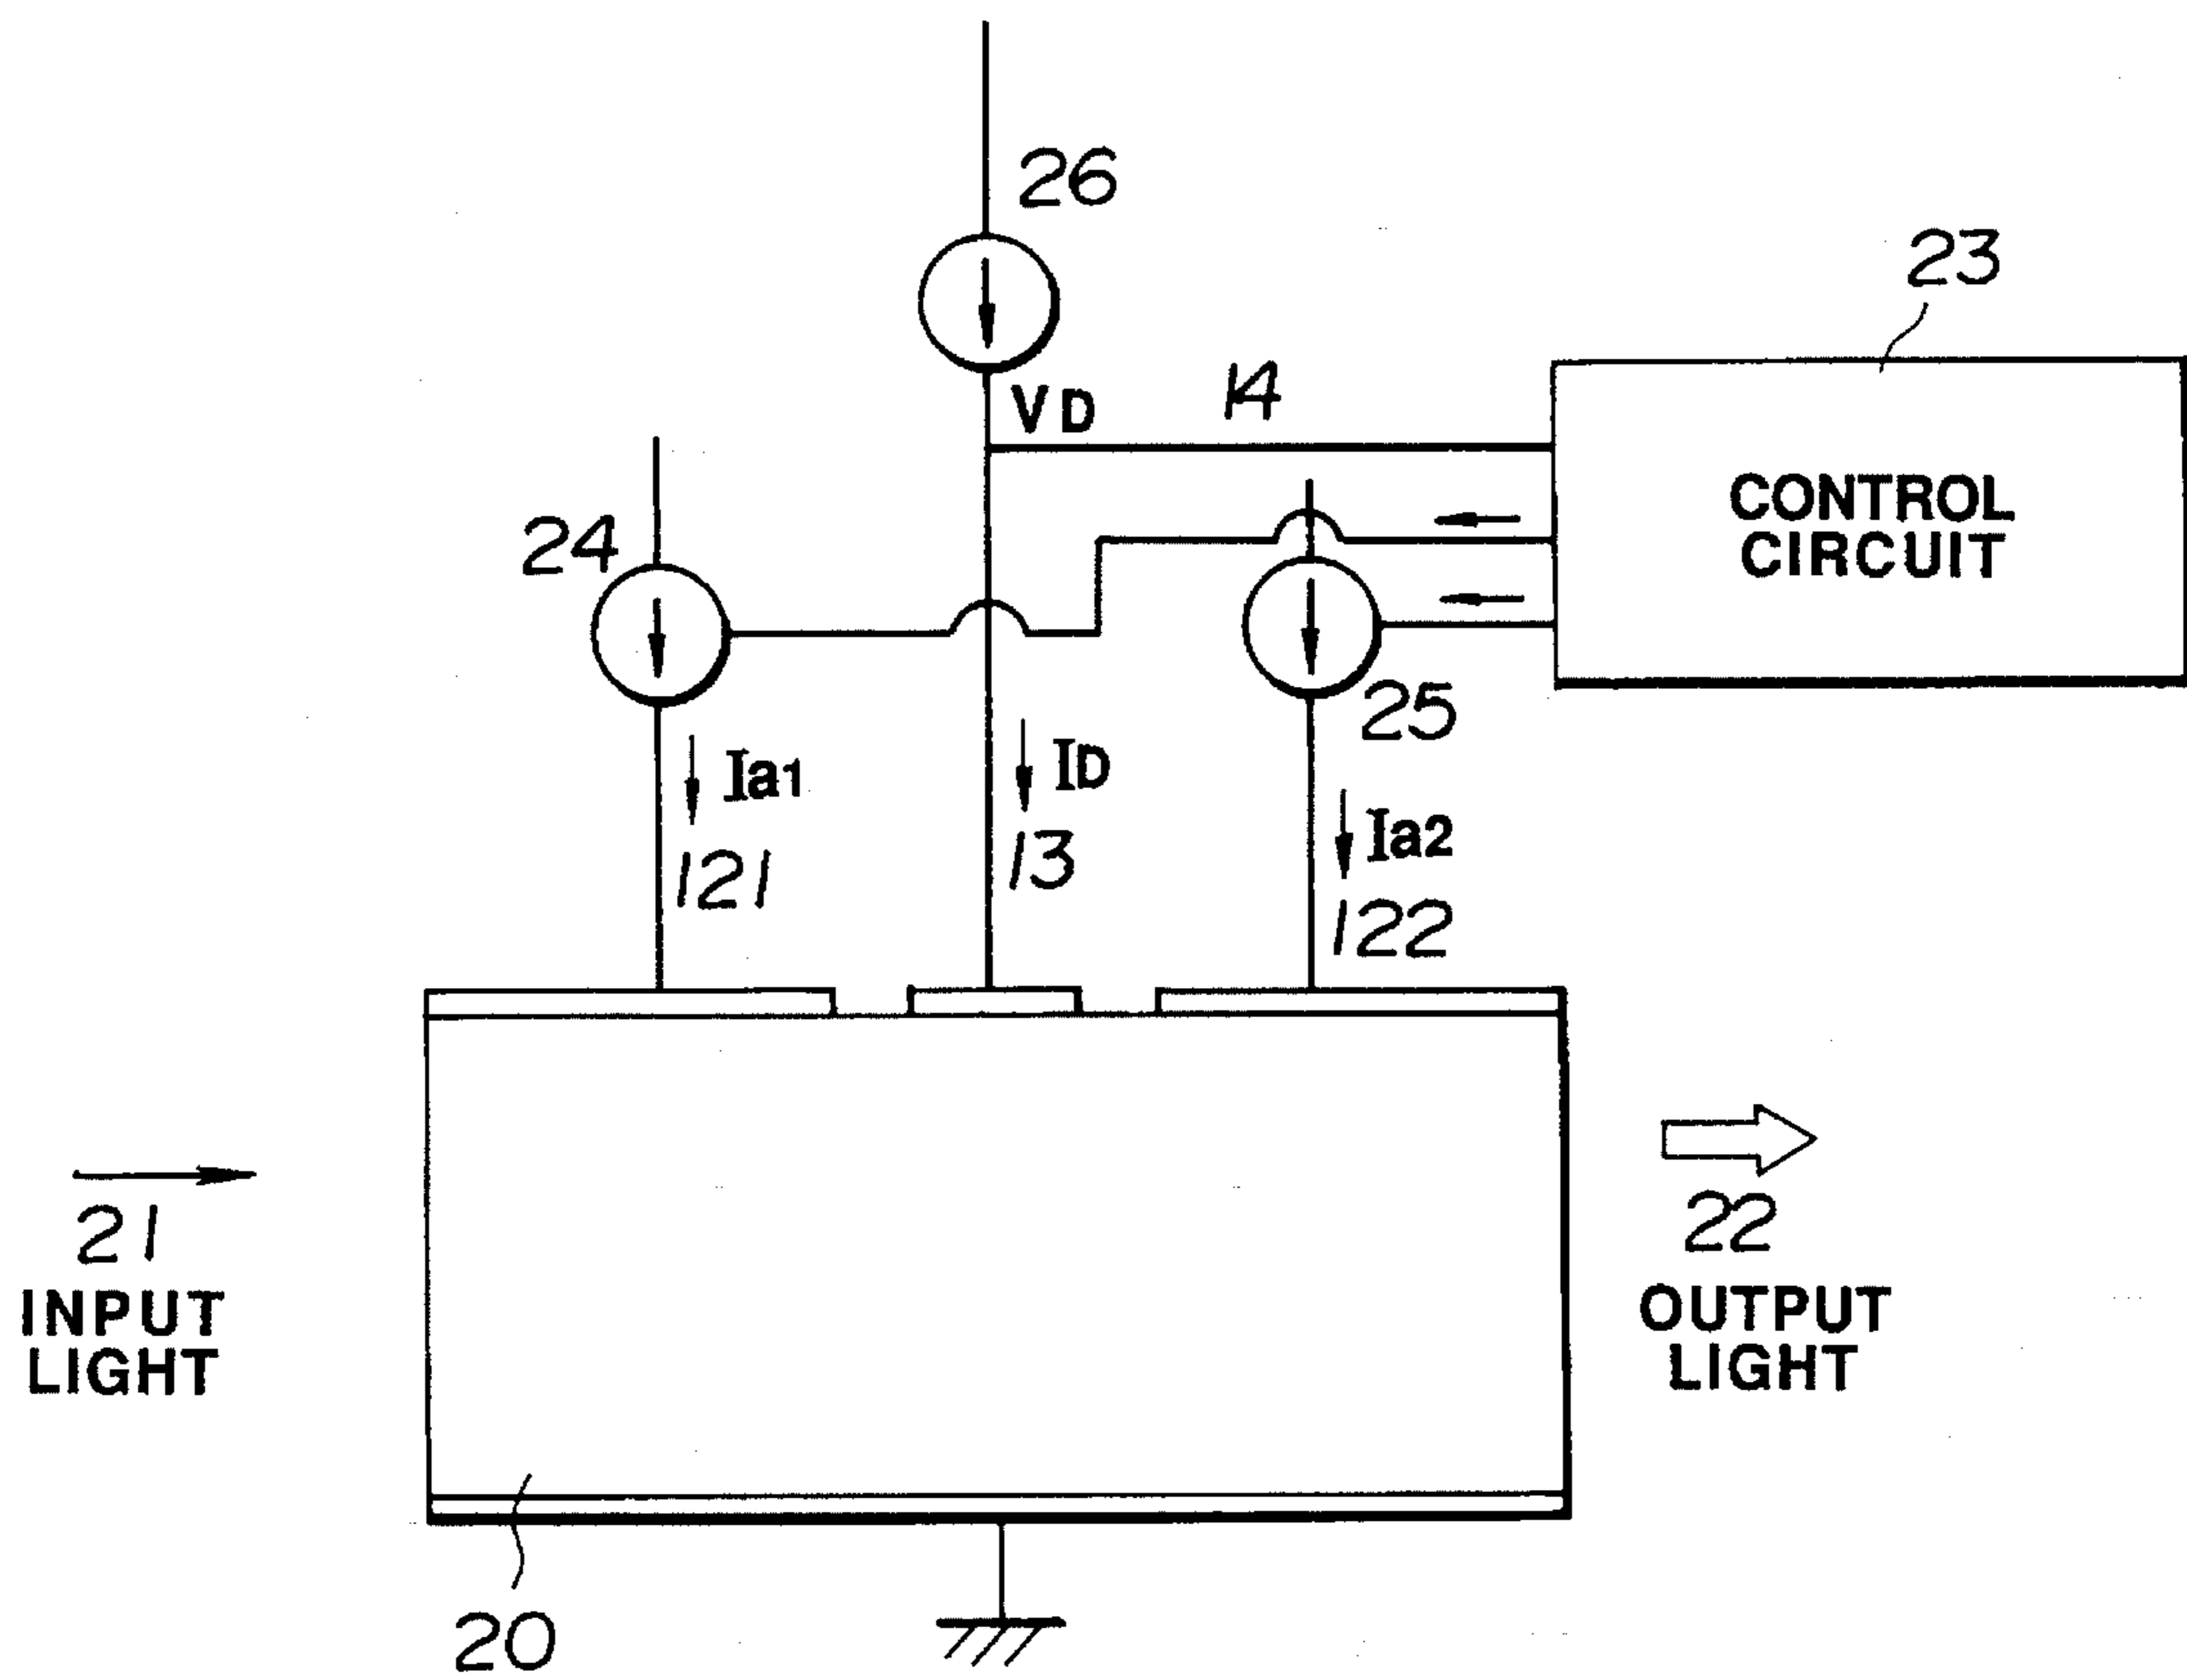 26
23
VD
14
24
CONTROL
CIRCUIT
25
Ia1
ID
Ia2
121
13
122
21
INPUT
LIGHT
22
OUTPUT
LIGHT
20